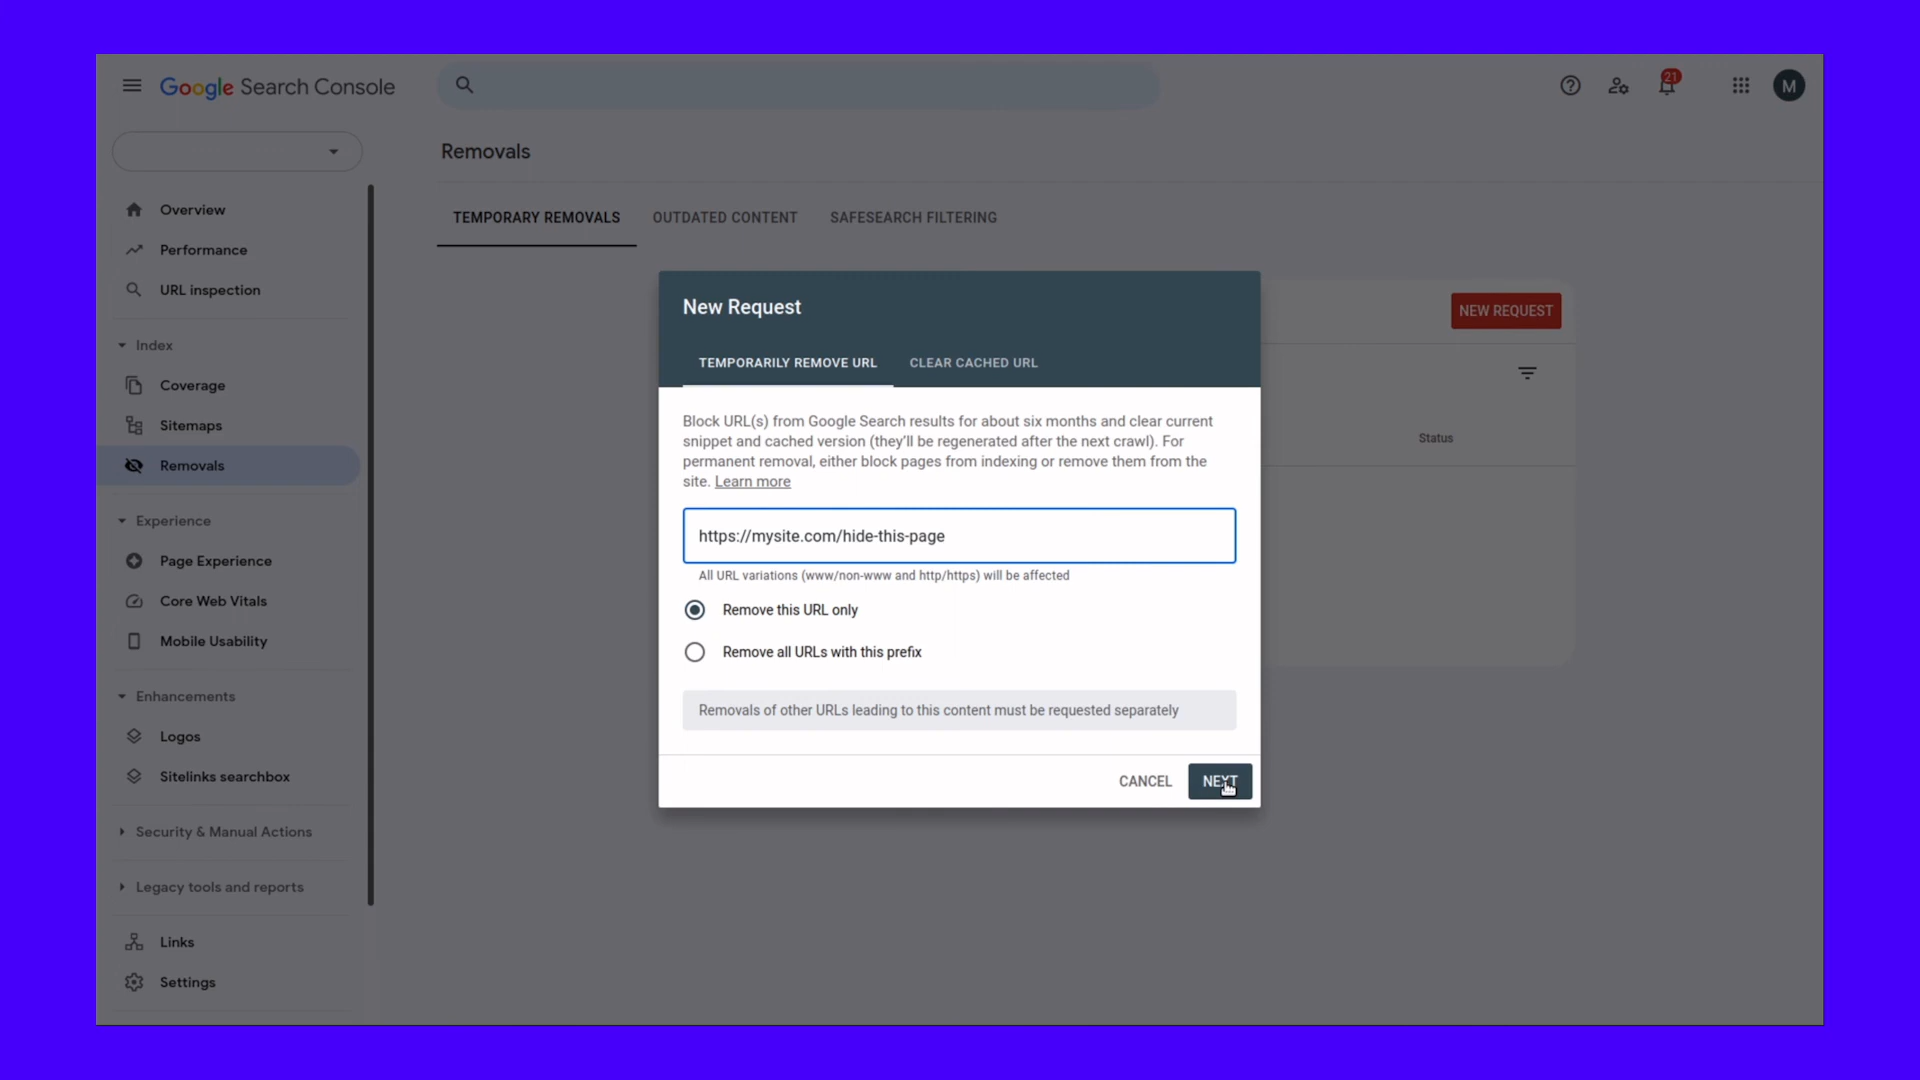 Google Search Console
21
M
Removals
Overview
Performance
URL inspection
Index
Coverage
Sitemaps
Removals
Experience
Page Experience
Core Web Vitals
Mobile Usability
Enhancements
Logos
Sitelinks searchbox
Security & Manual Actions
Legacy tools and reports
Links
Settings
TEMPORARY REMOVALS OUTDATED CONTENT SAFESEARCH FILTERING
NEW REQUEST
Status
New Request
TEMPORARILY REMOVE URL CLEAR CACHED URL
Block URL(s) from Google Search results for about six months and clear current
snippet and cached version (they'll be regenerated after the next crawl). For
permanent removal, either block pages from indexing or remove them from the
site. Learn more
https://mysite.com/hide-this-page
All URL variations (www/non-www and http/https) will be affected
Remove this URL only
Remove all URLs with this prefix
Removals of other URLs leading to this content must be requested separately
CANCEL NEXT